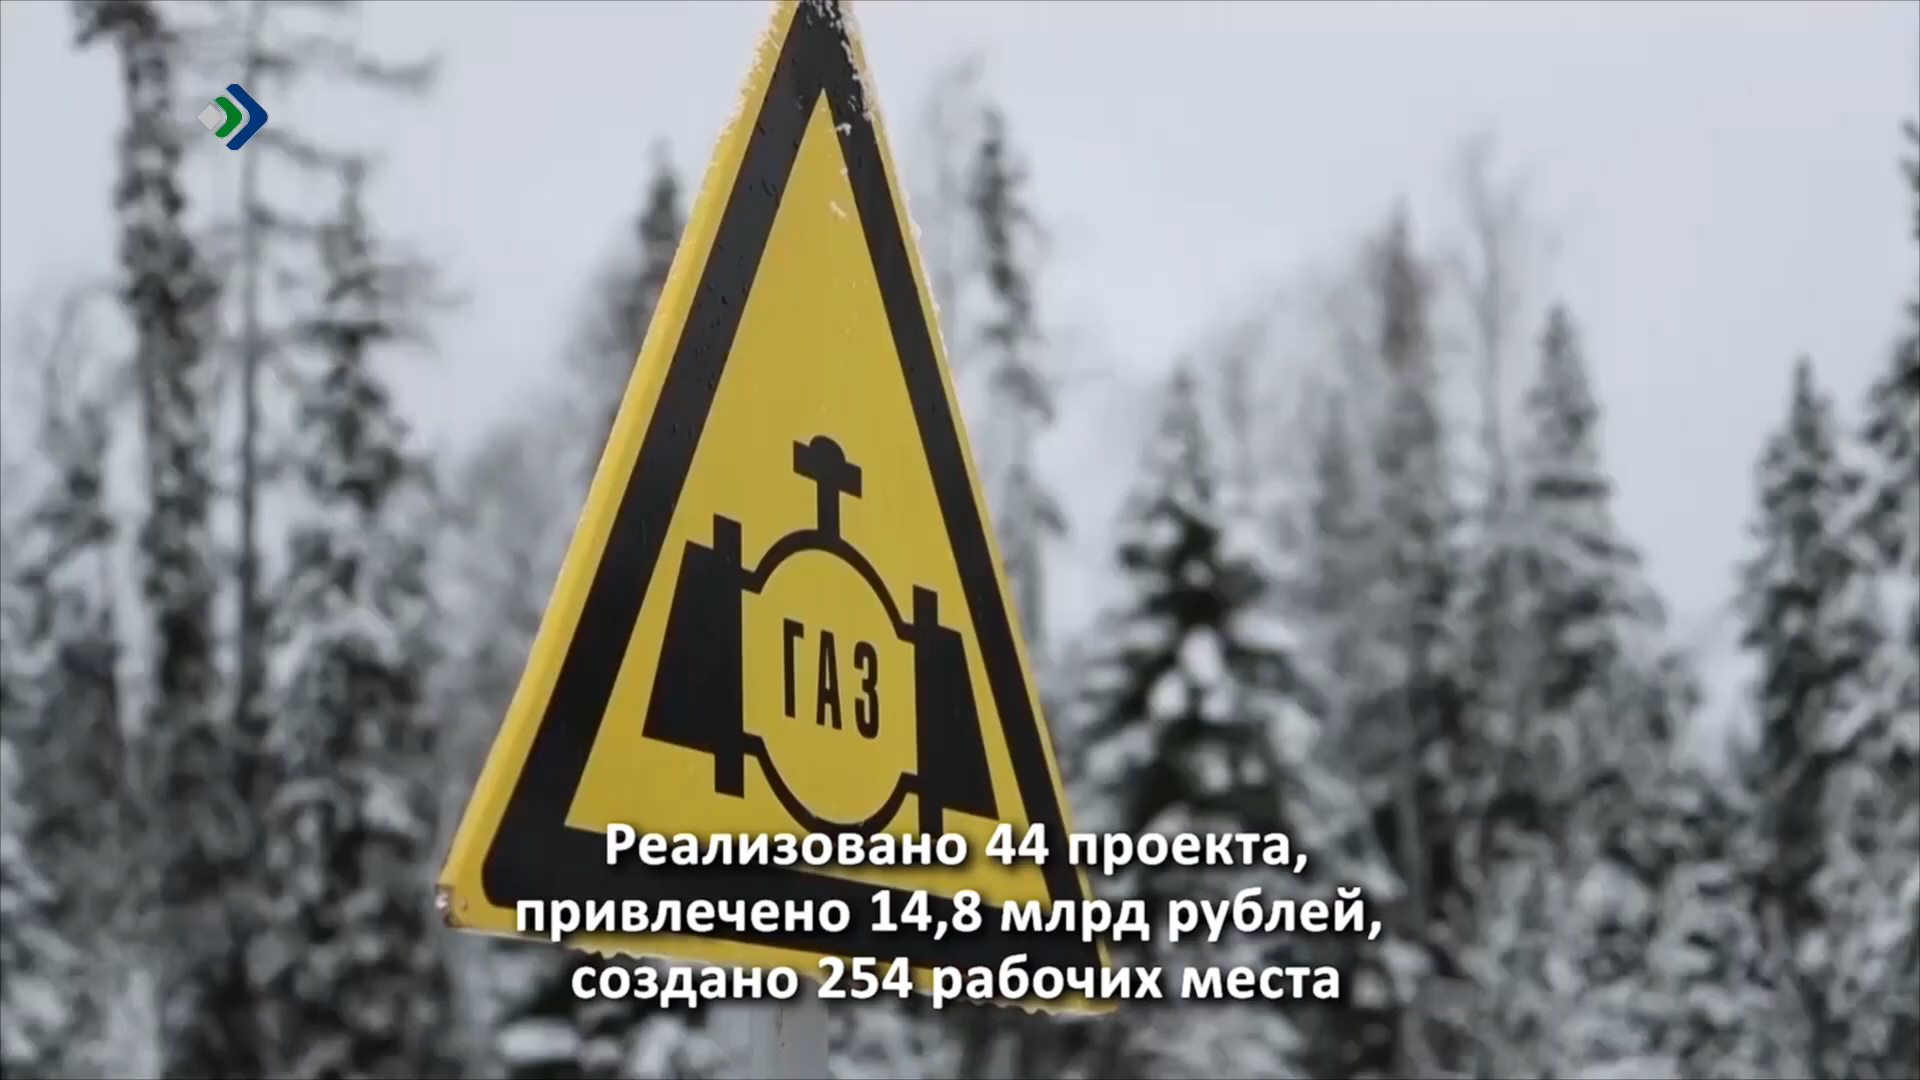 ГАЗ
Реализовано 44 проекта,
привлечено 14,8 млрд рублей,
создано 254 рабочих места